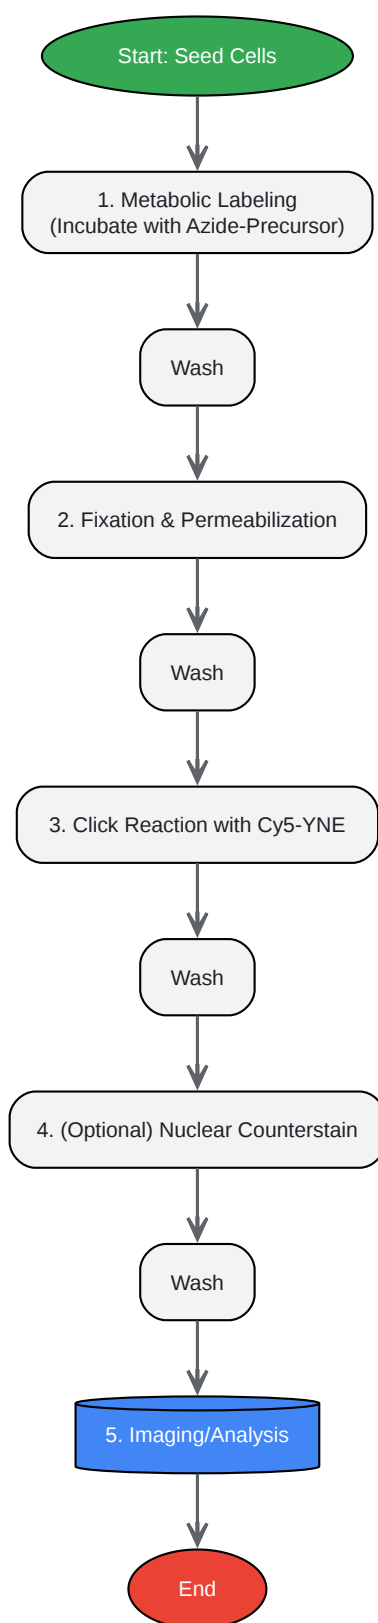 Start: Seed Cells
1. Metabolic Labeling
(Incubate with Azide-Precursor)
Wash
2. Fixation & Permeabilization
Wash
3. Click Reaction with Cy5-YNE
Wash
4. (Optional) Nuclear Counterstain
Wash
5. Imaging/Analysis
End